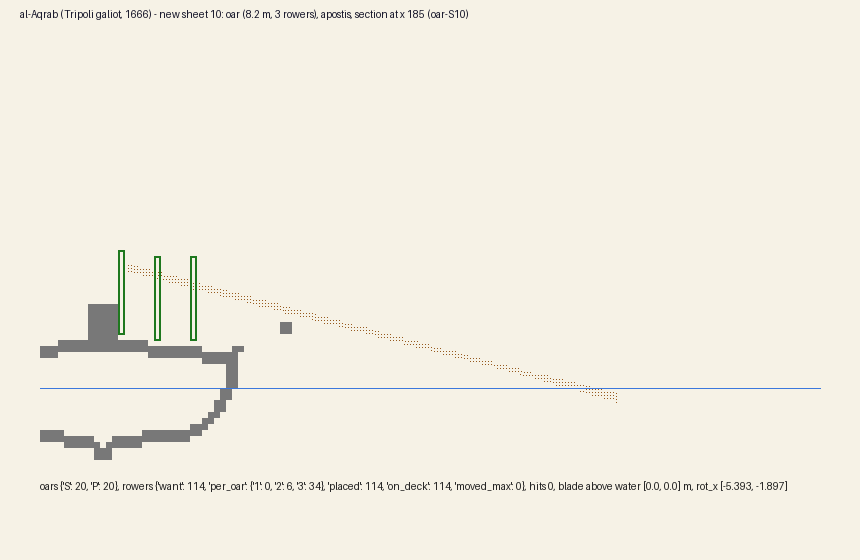 al-Aqrab (Tripoli galiot, 1666) - new sheet 10: oar (8.2 m, 3 rowers), apostis, section at x 185 (oar-S10)
oars {'S': 20, 'P': 20}, rowers {'want': 114, 'per_oar': {'1': 0, '2': 6, '3': 34}, 'placed': 114, 'on_deck': 114, 'moved_max': 0}, hits 0, blade above water [0.0, 0.0] m, rot_x [-5.393, -1.897]